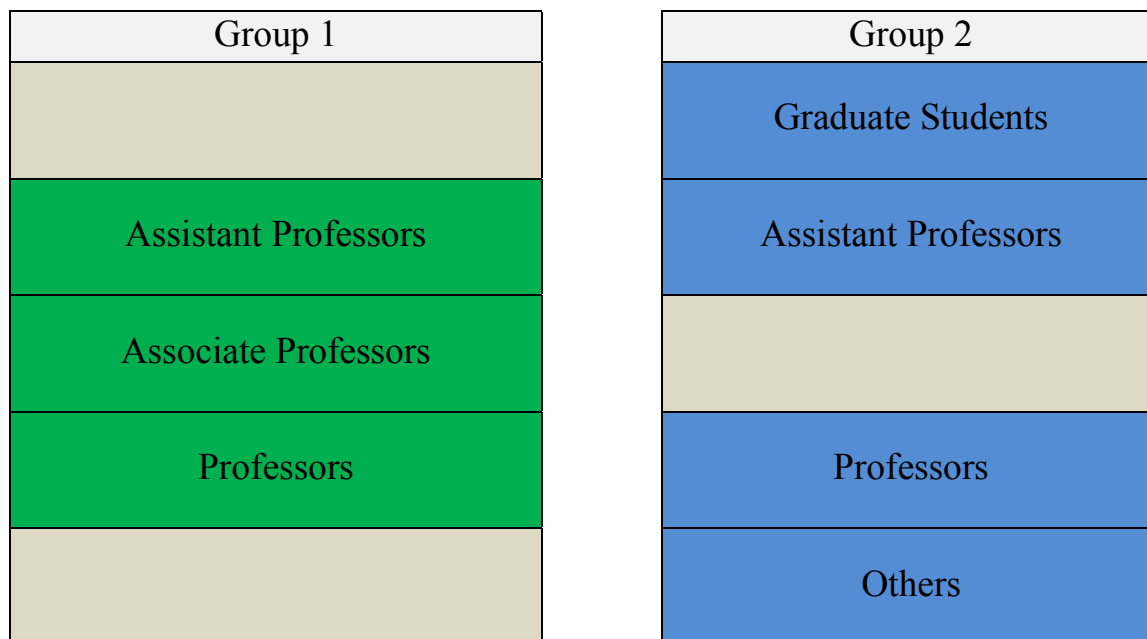 Group 1
Assistant Professors
Associate Professors
Professors
Group 2
Graduate Students
Assistant Professors
Professors
Others